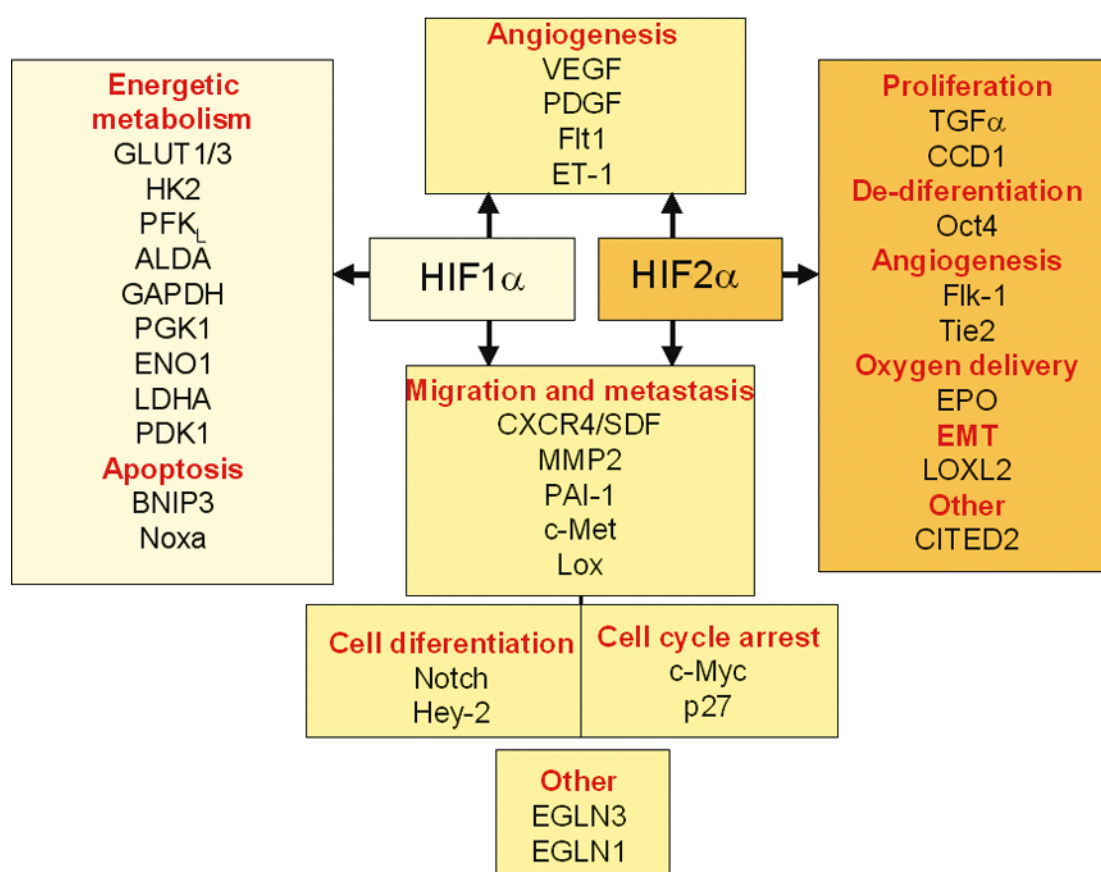 Angiogenesis
VEGF
PDGF
Flt1
ET-1
Energetic
metabolism
GLUT1/3
HK2
PFKL
ALDA
GAPDH
PGK1
ENO1
LDHA
PDK1
Apoptosis
BNIP3
Noxa
HIF1α
HIF2α
Proliferation
TGFα
CCD1
De-diferentiation
Oct4
Angiogenesis
Flk-1
Tie2
Oxygen delivery
EPO
EMT
LOXL2
Other
CITED2
Migration and metastasis
CXCR4/SDF
MMP2
PAI-1
c-Met
Lox
Cell diferentiation
Notch
Hey-2
Cell cycle arrest
c-Myc
p27
Other
EGLN3
EGLN1